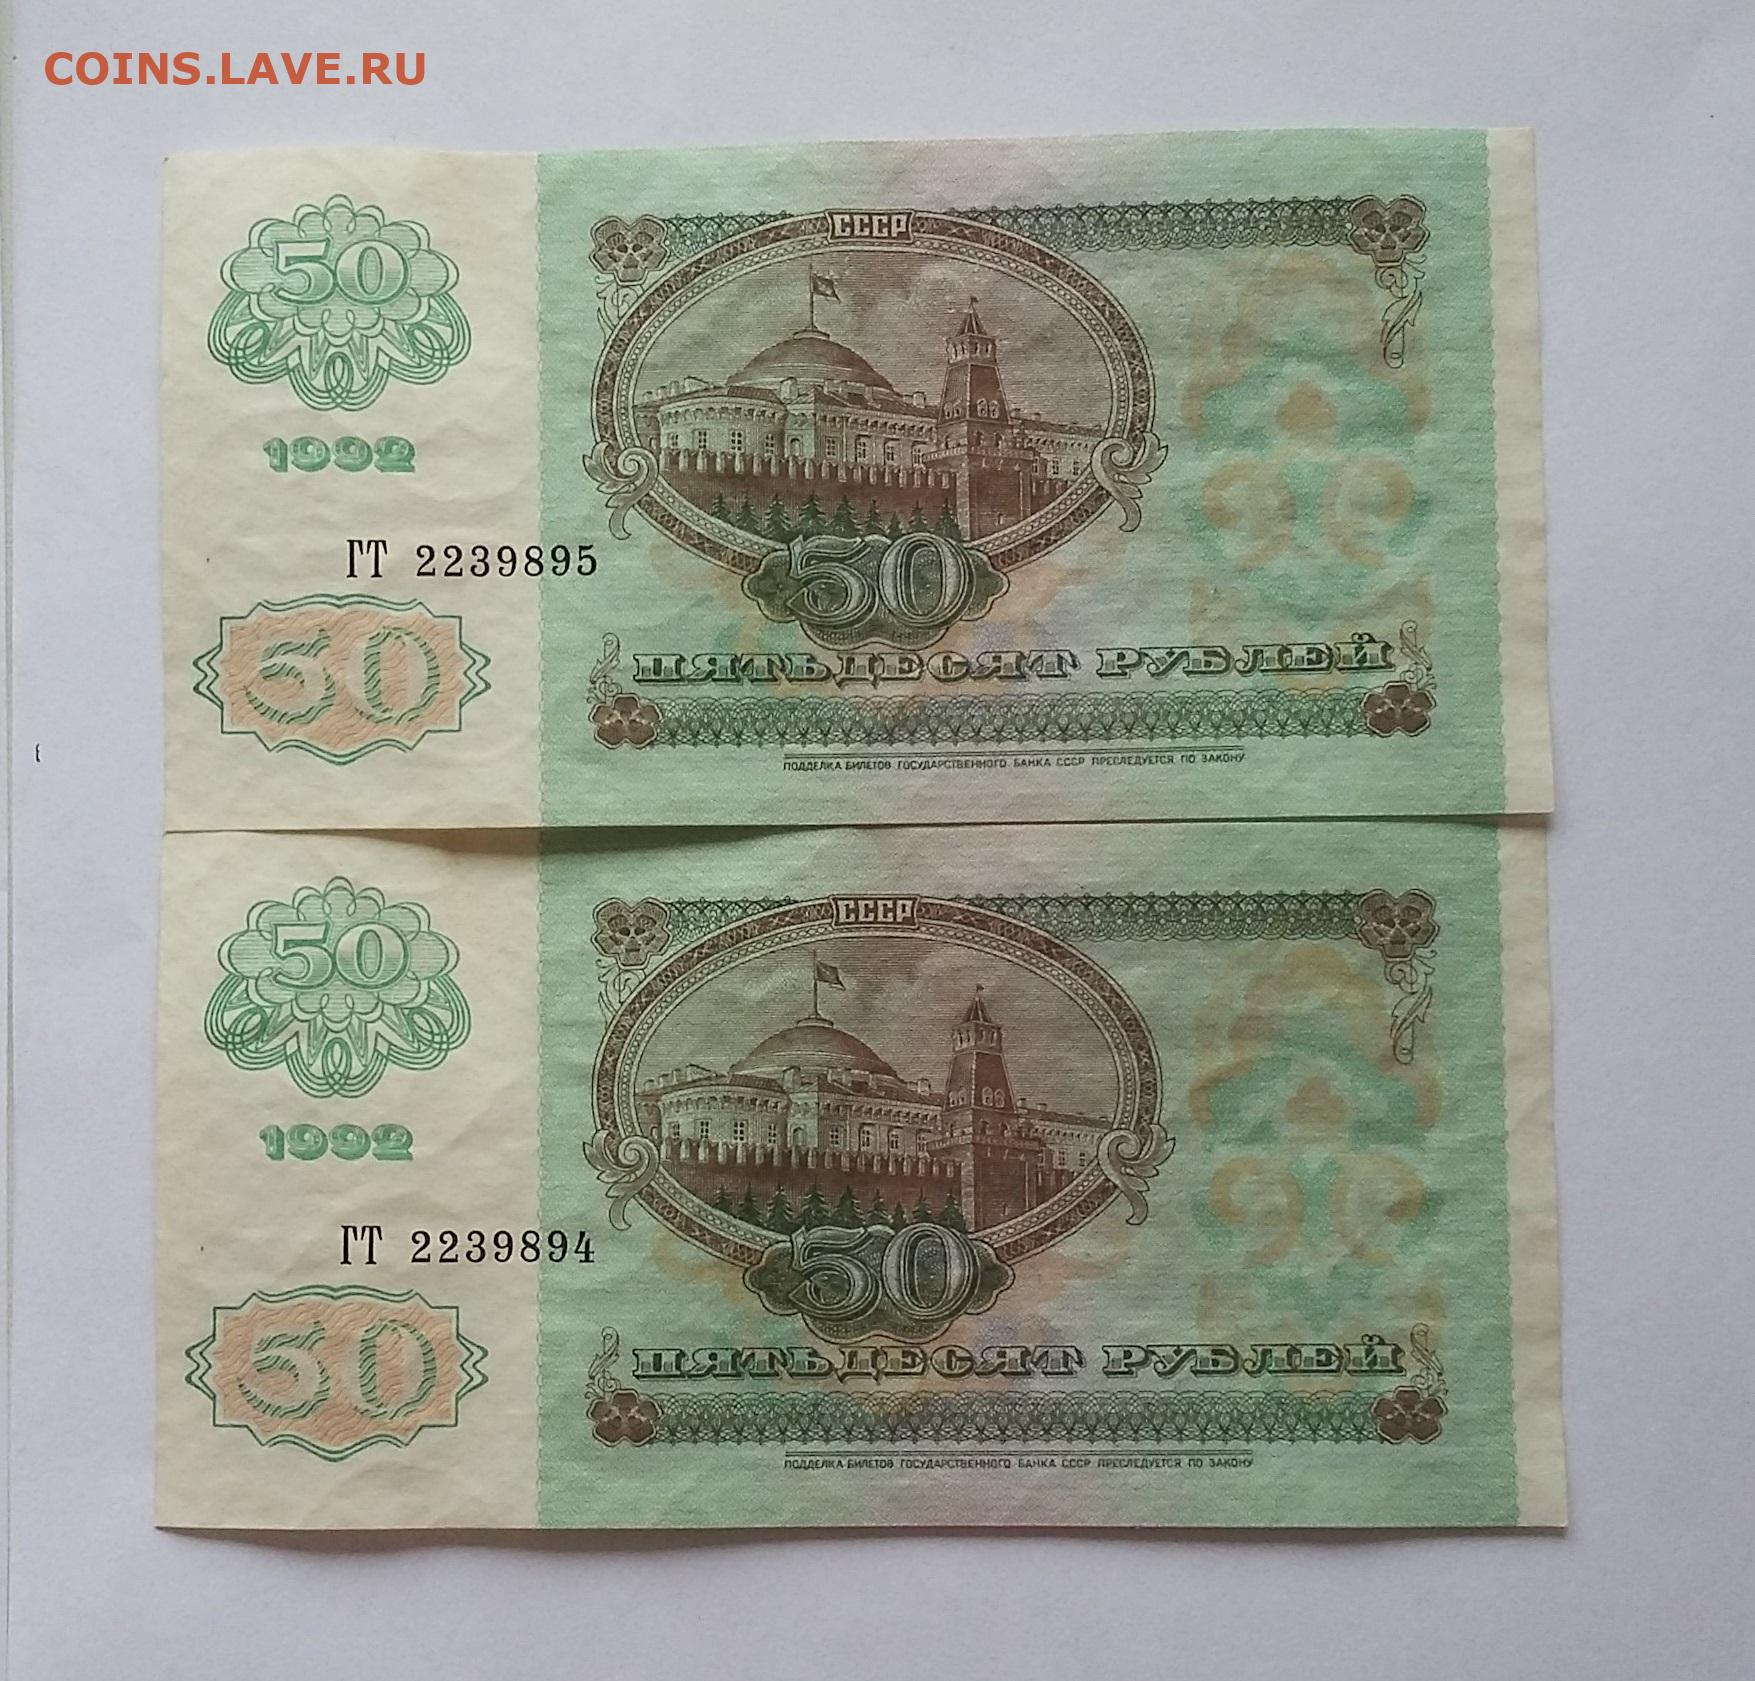 COINS.LAVE.RU
50
СССР
1992
ГТ 2239895
50
50
ПЯТЬДЕСЯТ РУБЛЕЙ
ПОДДЕЛКА БИЛЕТОВ ГОСУДАРСТВЕННОГО БАНКА СССР ПРЕСЛЕДУЕТСЯ ПО ЗАКОНУ
50
СССР
1992
ГТ 2239894
50
50
ПЯТЬДЕСЯТ РУБЛЕЙ
ПОДДЕЛКА БИЛЕТОВ ГОСУДАРСТВЕННОГО БАНКА СССР ПРЕСЛЕДУЕТСЯ ПО ЗАКОНУ